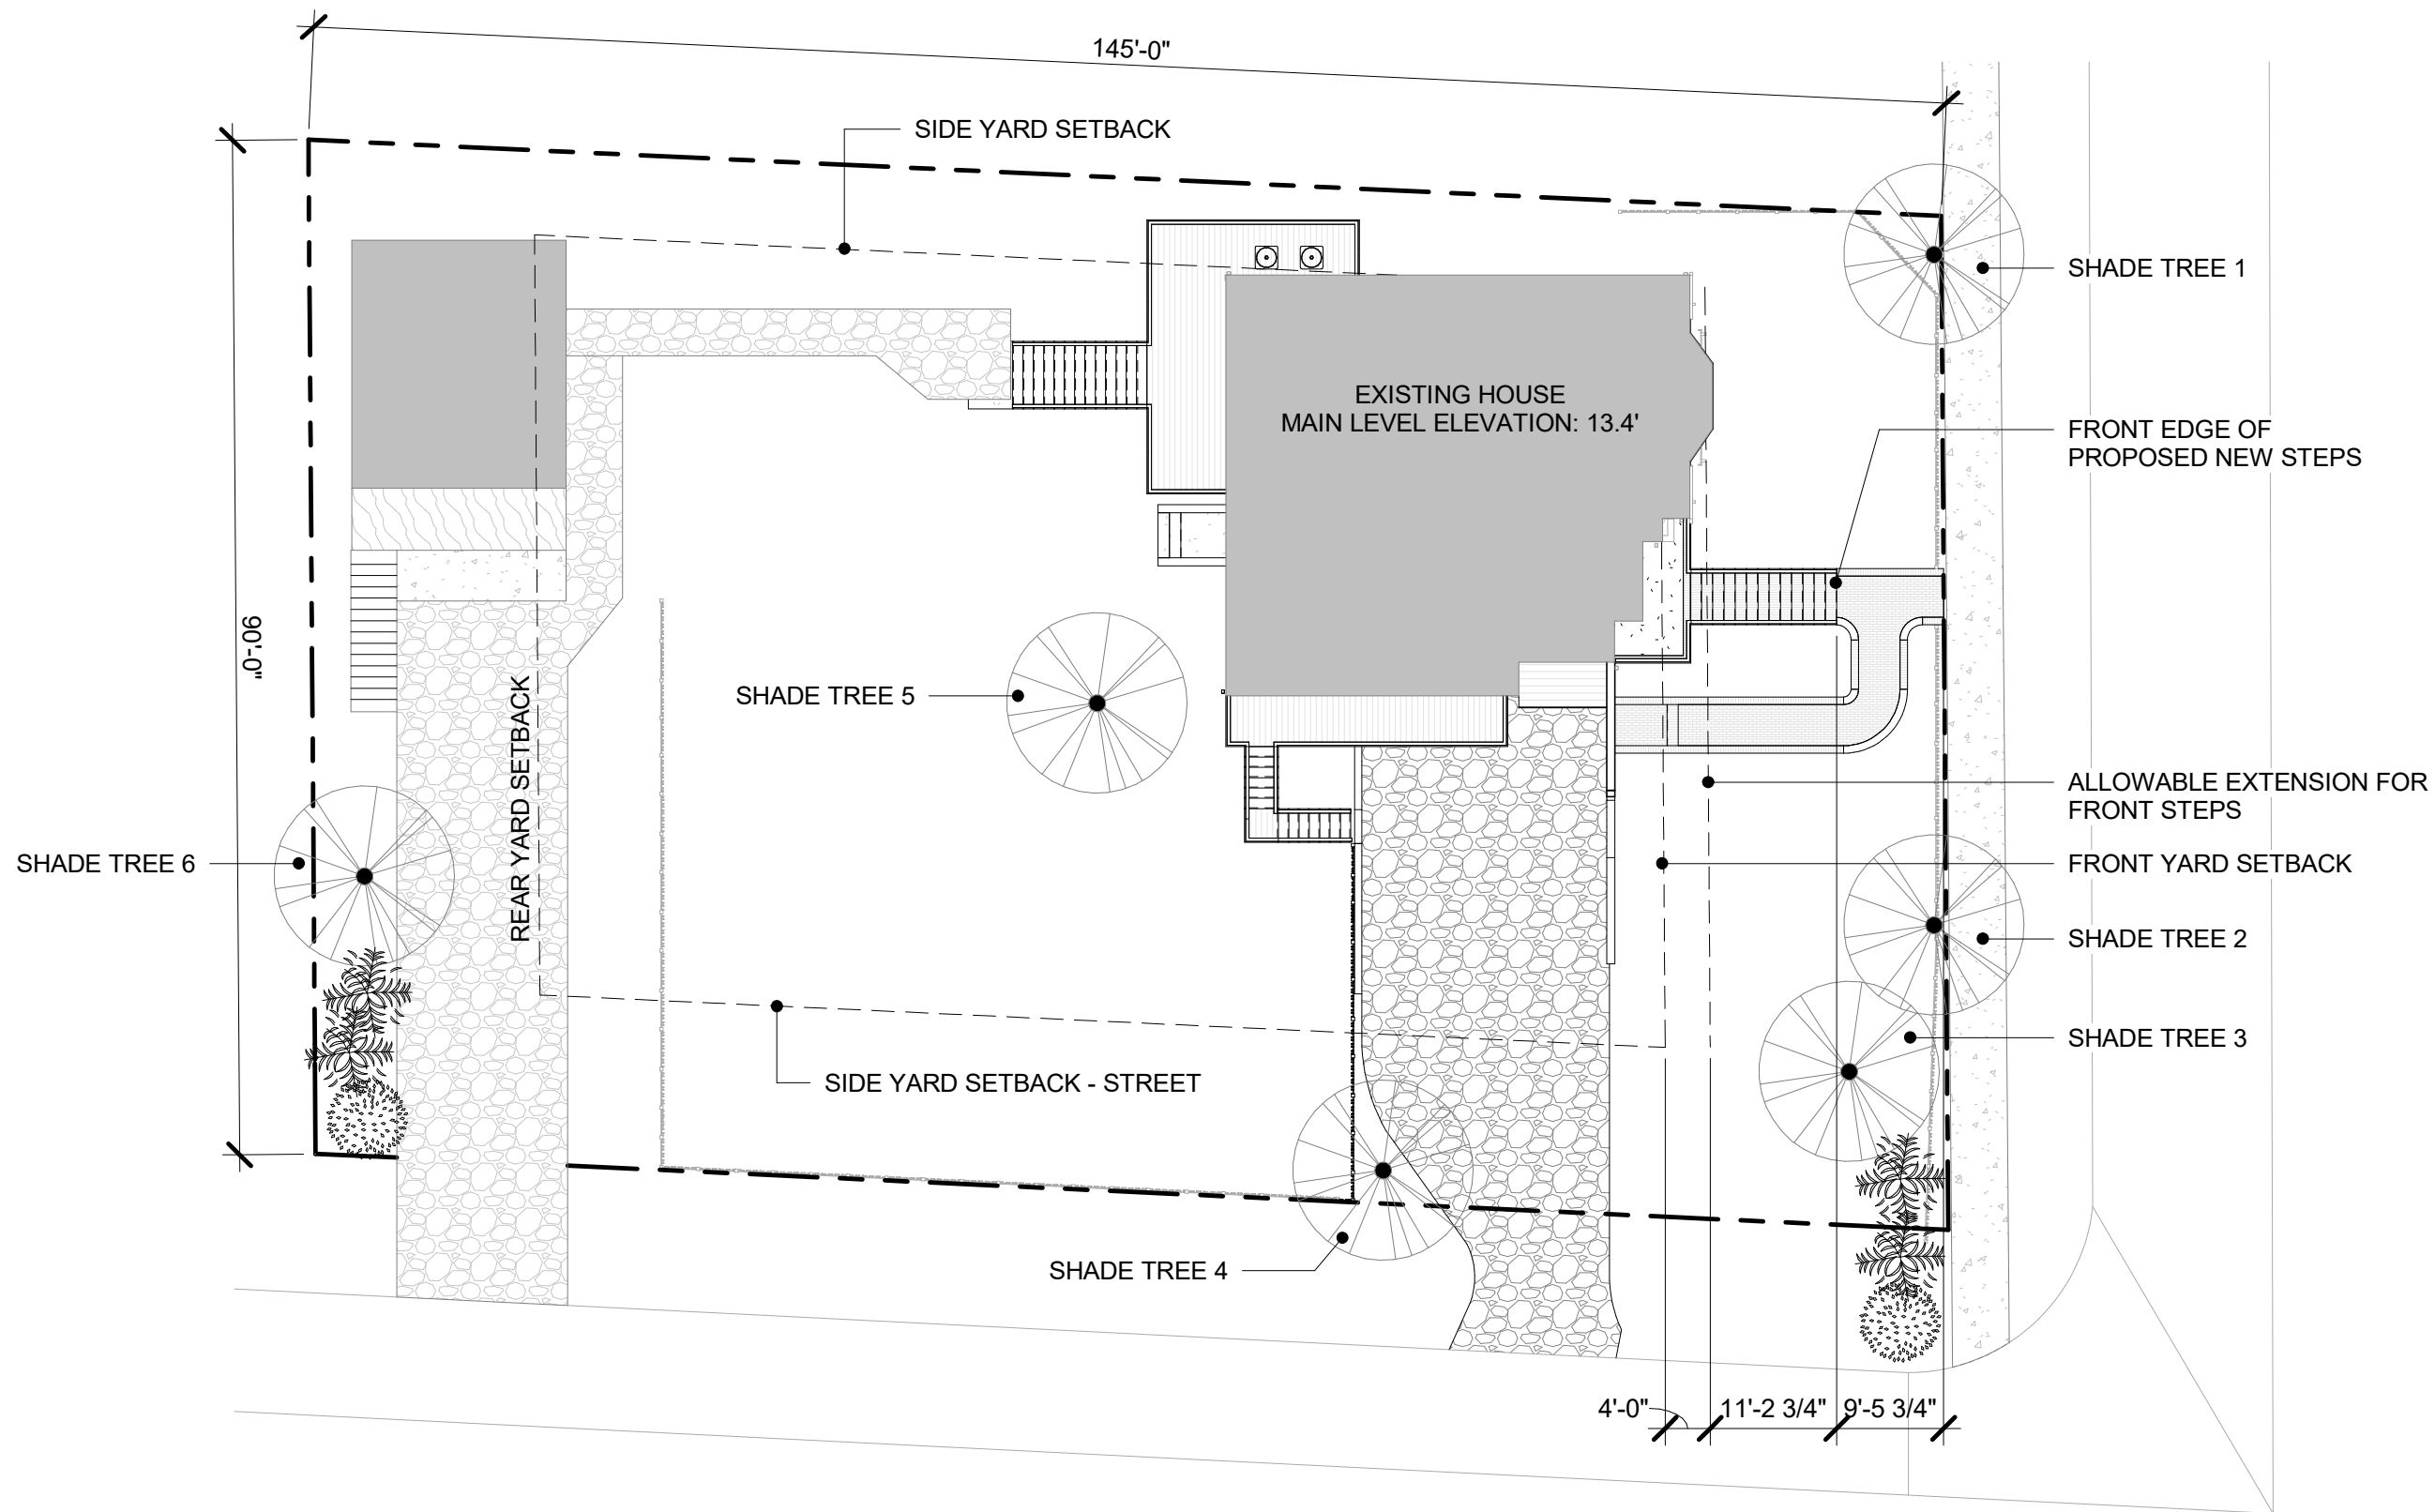 145'-0"
SIDE YARD SETBACK
SHADE TREE 1
EXISTING HOUSE
MAIN LEVEL ELEVATION: 13.4'
FRONT EDGE OF
PROPOSED NEW STEPS
90'-0"
SHADE TREE 5
REAR YARD SETBACK
ALLOWABLE EXTENSION FOR
FRONT STEPS
SHADE TREE 6
FRONT YARD SETBACK
SHADE TREE 2
SHADE TREE 3
SIDE YARD SETBACK - STREET
SHADE TREE 4
4'-0"
11'-2 3/4"
9'-5 3/4"